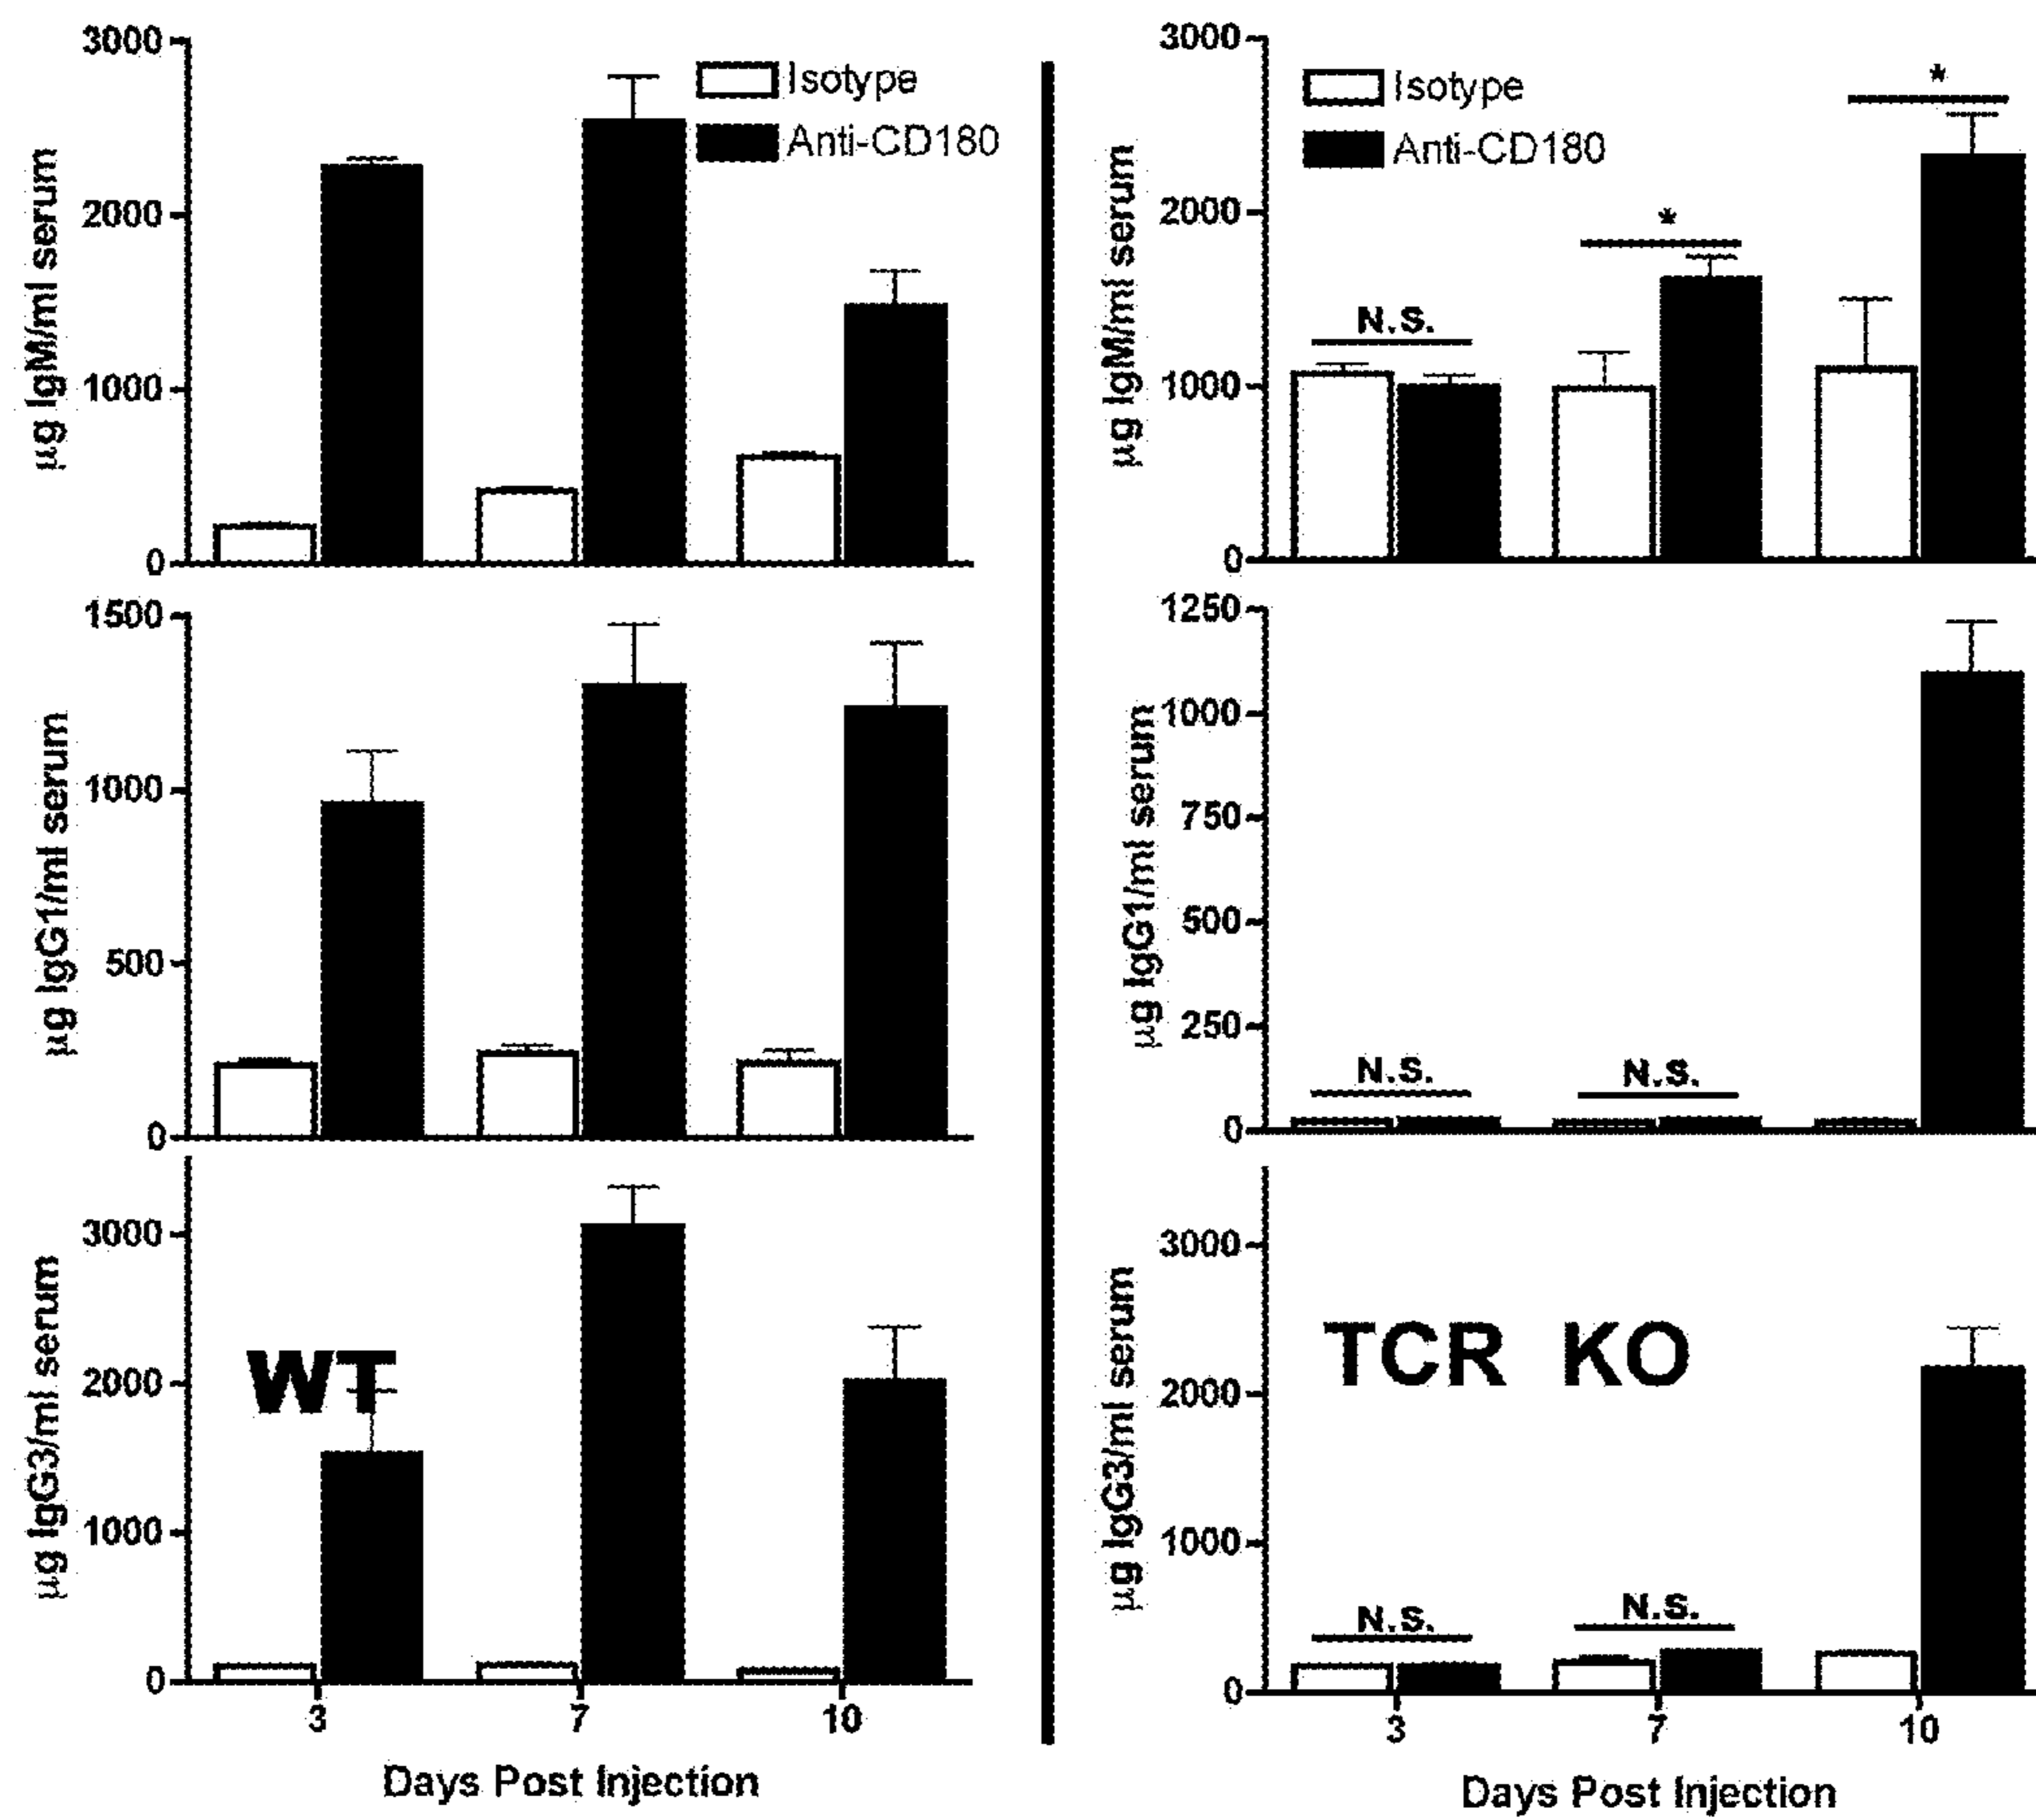 3000
2000
1000
0
µg IgM/ml serum
Isotype
Anti-CD180
1500
1000
500
0
µg IgG1/ml serum
3000
2000
1000
0
µg IgG3/ml serum
WT
3
7
10
Days Post Injection
3000
2000
1000
0
µg IgM/ml serum
Isotype
Anti-CD180
N.S.
*
*
1250
1000
750
500
250
0
µg IgG1/ml serum
N.S.
N.S.
3000
2000
1000
0
µg IgG3/ml serum
TCR KO
N.S.
N.S.
3
7
10
Days Post Injection